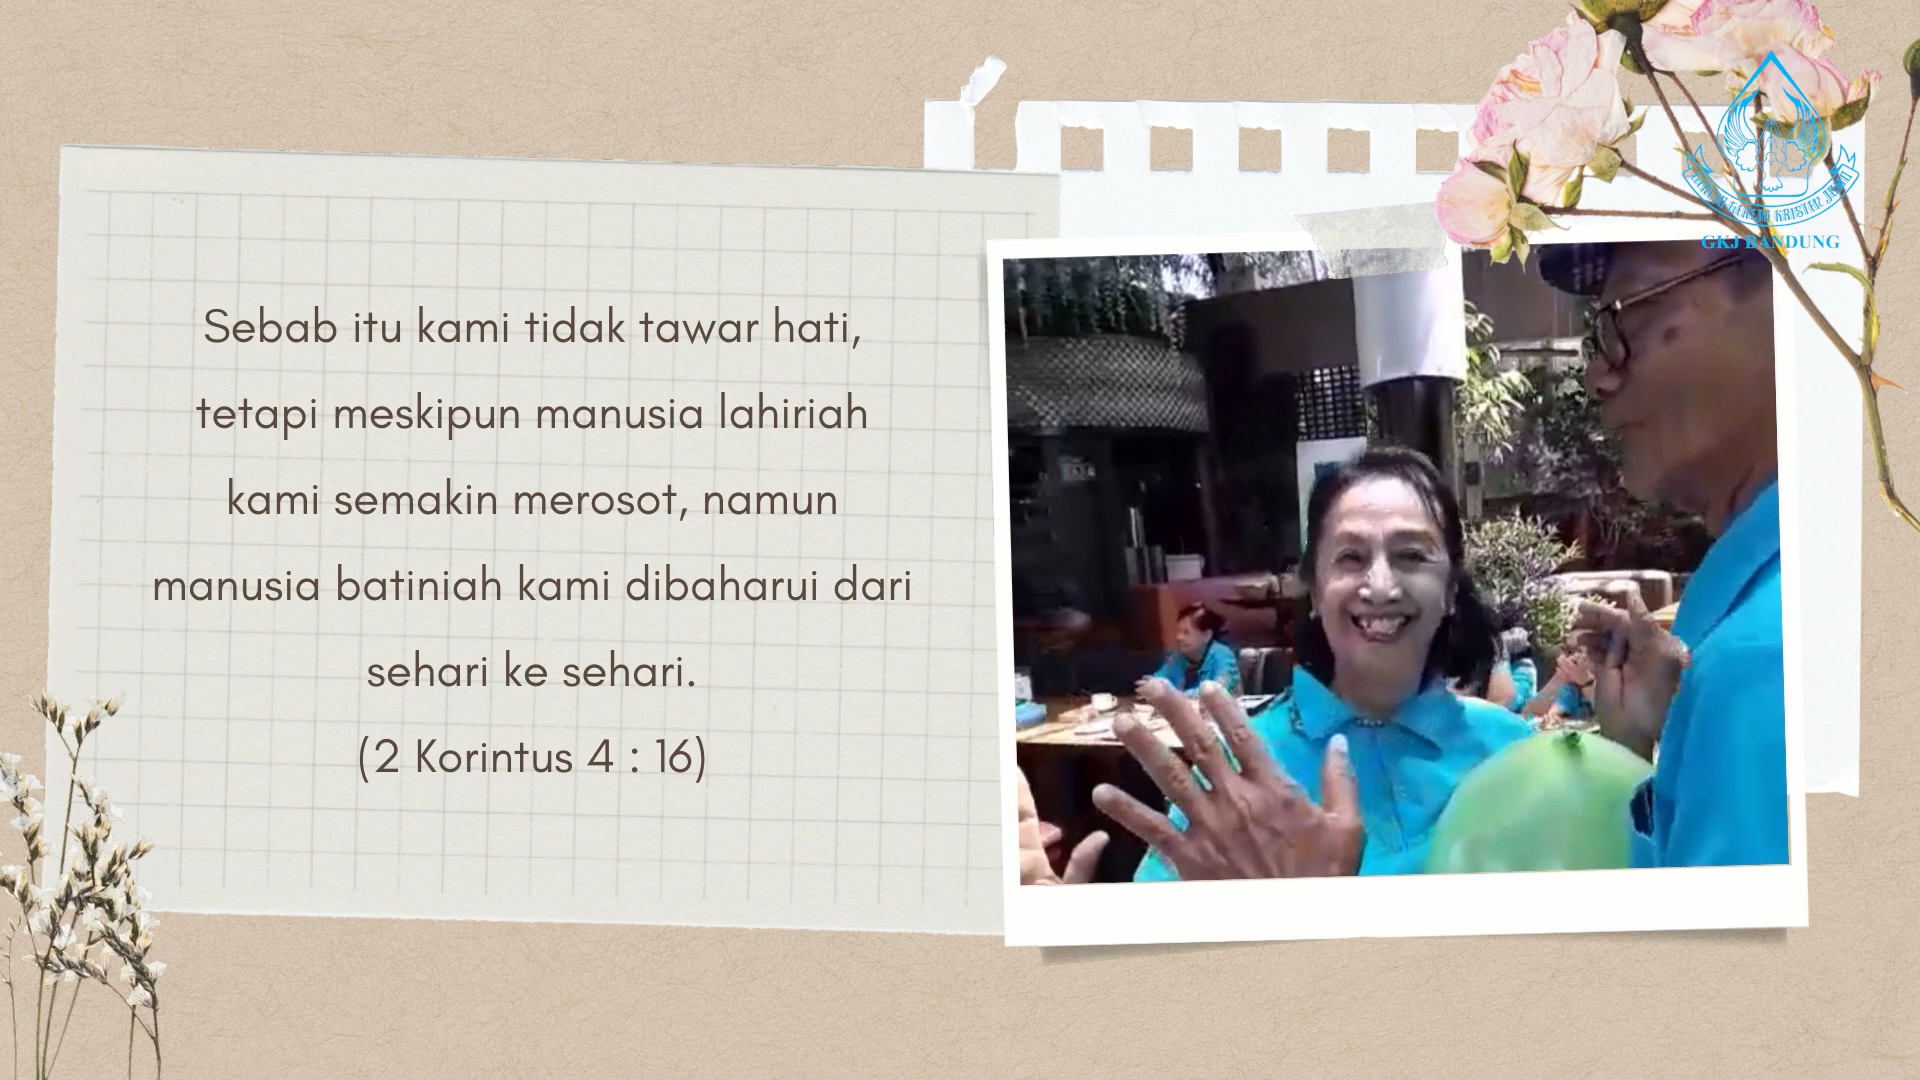 Sebab itu kami tidak tawar hati,
tetapi meskipun manusia lahiriah
kami semakin merosot, namun
manusia batiniah kami dibaharui dari
sehari ke sehari.
(2 Korintus 4 : 16)
GKJ BANDUNG